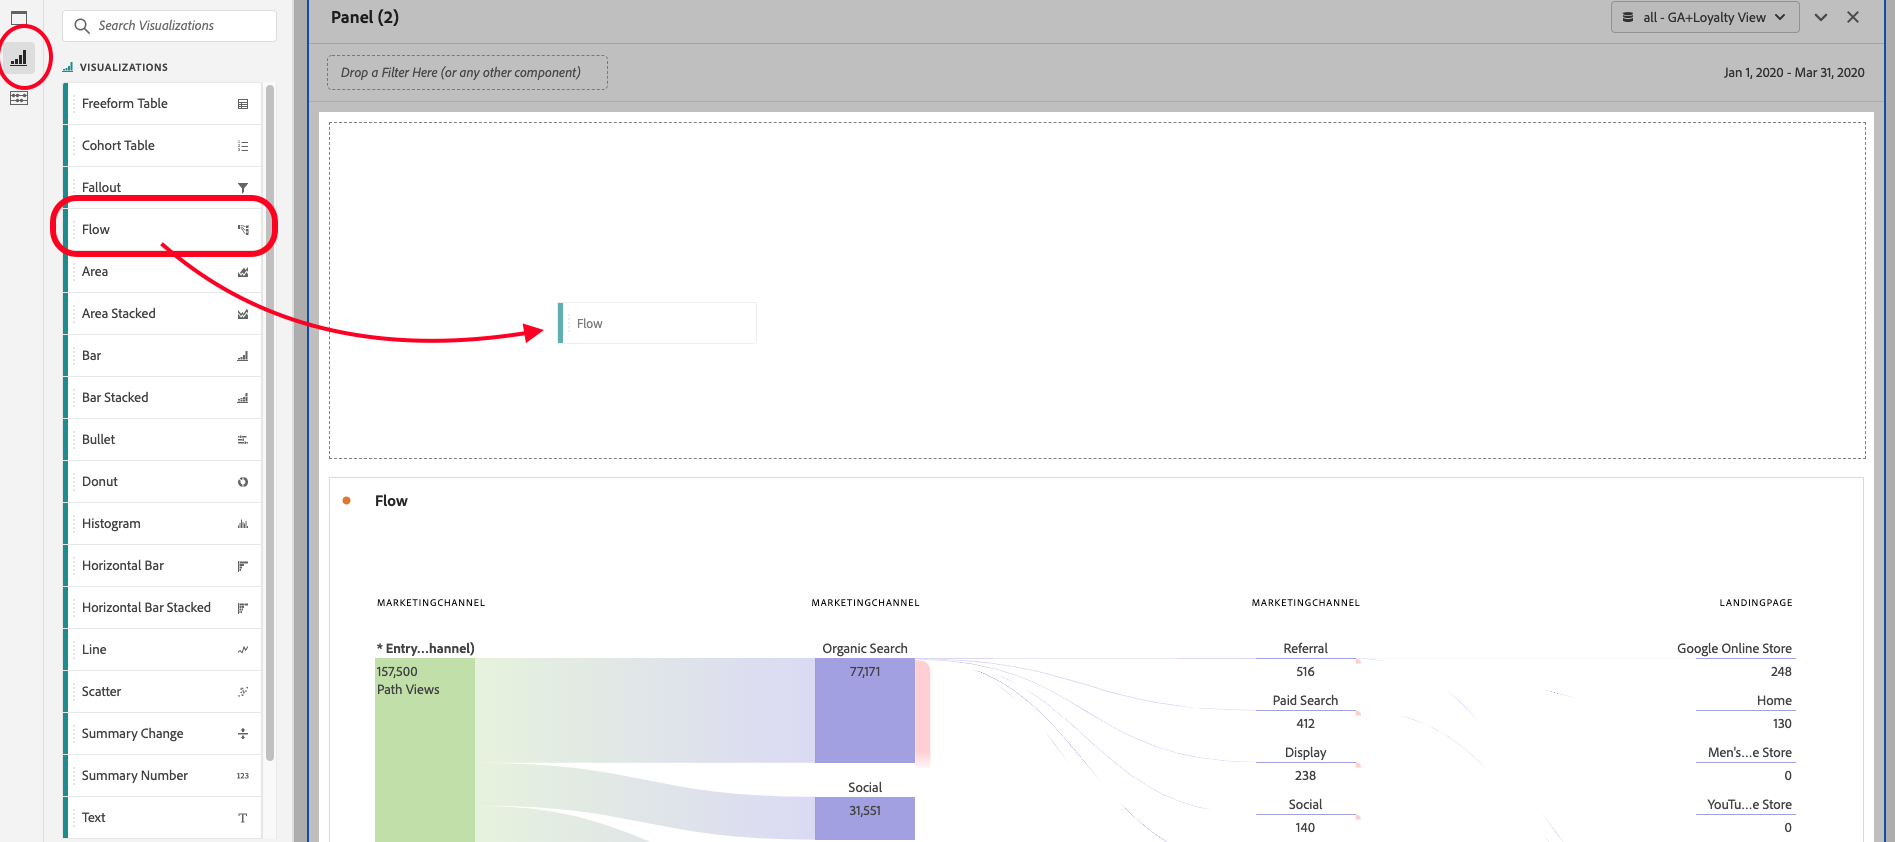 Search Visualizations
VISUALIZATIONS
Freeform Table
Cohort Table
Fallout
Flow
Area
Area Stacked
Bar
Bar Stacked
Bullet
Donut
Histogram
Horizontal Bar
Horizontal Bar Stacked
Line
Scatter
Summary Change
Summary Number 123
Text T
Panel (2)
all - GA+Loyalty View
Drop a Filter Here (or any other component)
Jan 1, 2020 - Mar 31, 2020
Flow
Flow
MARKETINGCHANNEL MARKETINGCHANNEL MARKETINGCHANNEL LANDINGPAGE
* Entry...hannel)
157,500
Path Views
Organic Search
77,171
Social
31,551
Referral
516
Paid Search
412
Display
238
Social
140
Google Online Store
248
Home
130
Men's...e Store
0
YouTu...e Store
0